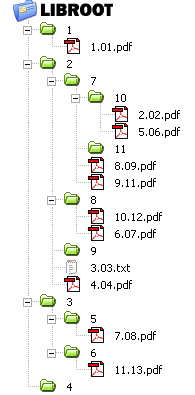 LIBROOT
1
1.01.pdf
2
7
10
2.02.pdf
5.06.pdf
11
8.09.pdf
9.11.pdf
8
10.12.pdf
6.07.pdf
9
3.03.txt
4.04.pdf
3
5
7.08.pdf
6
11.13.pdf
4